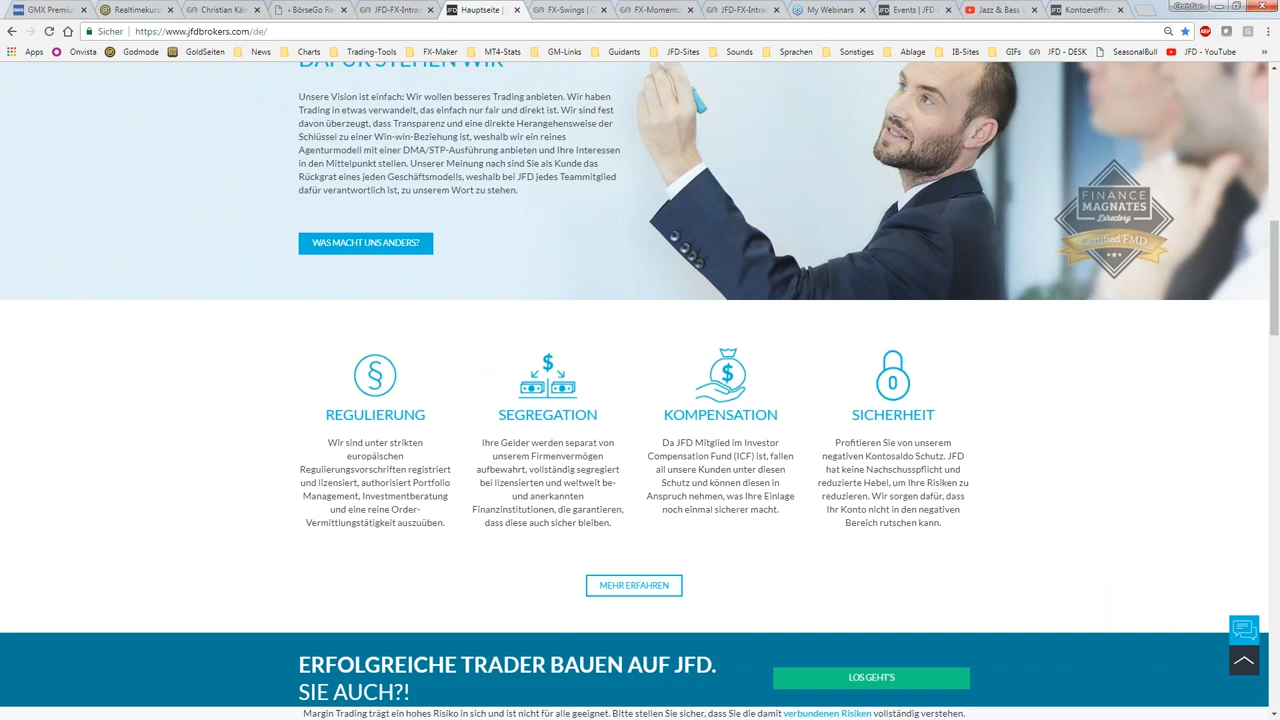 Christian
GMX Premiu
Realtimekurs
Christian Kär
‹ BörseGo Re
JFD-FX-Intrac
Hauptseite |
FX-Swings | C
FX-Momentu
JFD-FX-Intrac
My Webinars
Events | JFD B
Jazz & Bass
Kontoeröffn
Sicher
https://www.jfdbrokers.com/de/
Apps Onvista Godmode GoldSeiten News Charts Trading-Tools FX-Maker MT4-Stats GM-Links Guidants JFD-Sites Sounds Sprachen Sonstiges Ablage IB-Sites GIFs JFD - DESK SeasonalBull JFD - YouTube »
DAFÜR STEHEN WIR
Unsere Vision ist einfach: Wir wollen besseres Trading anbieten. Wir haben
Trading in etwas verwandelt, das einfach nur fair und direkt ist. Wir sind fest
davon überzeugt, dass Transparenz und eine direkte Herangehensweise der
Schlüssel zu einer Win-win-Beziehung ist, weshalb wir ein reines
Agenturmodell mit einer DMA/STP-Ausführung anbieten und Ihre Interessen
in den Mittelpunkt stellen. Unserer Meinung nach sind Sie als Kunde das
Rückgrat eines jeden Geschäftsmodells, weshalb bei JFD jedes Teammitglied
dafür verantwortlich ist, zu unserem Wort zu stehen.
WAS MACHT UNS ANDERS?
FINANCE
MAGNATES
Directory
Certified FMD
REGULIERUNG
Wir sind unter strikten
europäischen
Regulierungsvorschriften registriert
und lizensiert, authorisiert Portfolio
Management, Investmentberatung
und eine reine Order-
Vermittlungstätigkeit auszuüben.
SEGREGATION
Ihre Gelder werden separat von
unserem Firmenvermögen
aufbewahrt, vollständig segregiert
bei lizensierten und weltweit be-
und anerkannten
Finanzinstitutionen, die garantieren,
dass diese auch sicher bleiben.
KOMPENSATION
Da JFD Mitglied im Investor
Compensation Fund (ICF) ist, fallen
all unsere Kunden unter diesen
Schutz und können diesen in
Anspruch nehmen, was Ihre Einlage
noch einmal sicherer macht.
SICHERHEIT
Profitieren Sie von unserem
negativen Kontosaldo Schutz. JFD
hat keine Nachschusspflicht und
reduzierte Hebel, um Ihre Risiken zu
reduzieren. Wir sorgen dafür, dass
Ihr Konto nicht in den negativen
Bereich rutschen kann.
MEHR ERFAHREN
ERFOLGREICHE TRADER BAUEN AUF JFD.
SIE AUCH?!
LOS GEHT'S
Margin Trading trägt ein hohes Risiko in sich und ist nicht für alle geeignet. Bitte stellen Sie sicher, dass Sie die damit verbundenen Risiken vollständig verstehen.